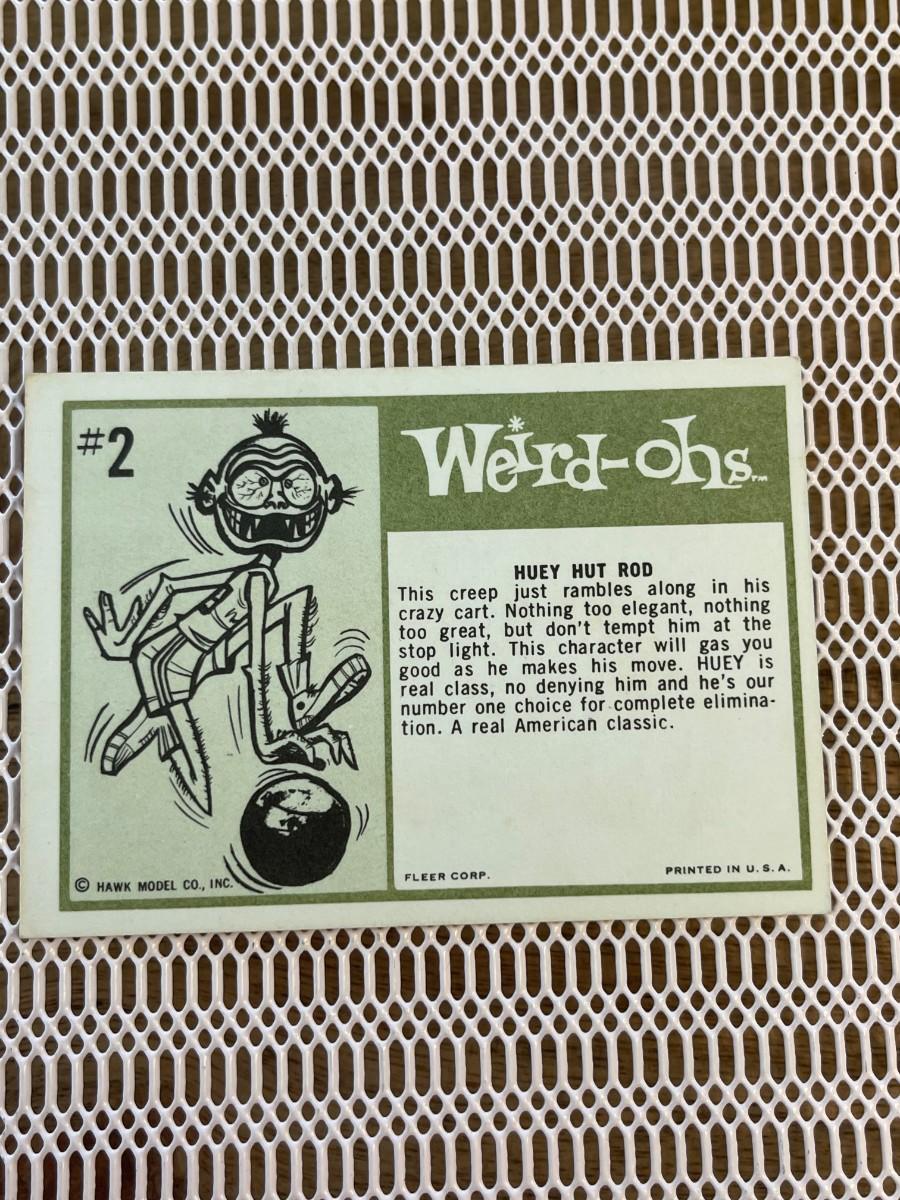 #2
Weird-ohs™
HUEY HUT ROD
This creep just rambles along in his
crazy cart. Nothing too elegant, nothing
too great, but don't tempt him at the
stop light. This character will gas you
good as he makes his move. HUEY is
real class, no denying him and he's our
number one choice for complete elimina-
tion. A real American classic.
© HAWK MODEL CO., INC.
FLEER CORP.
PRINTED IN U.S.A.